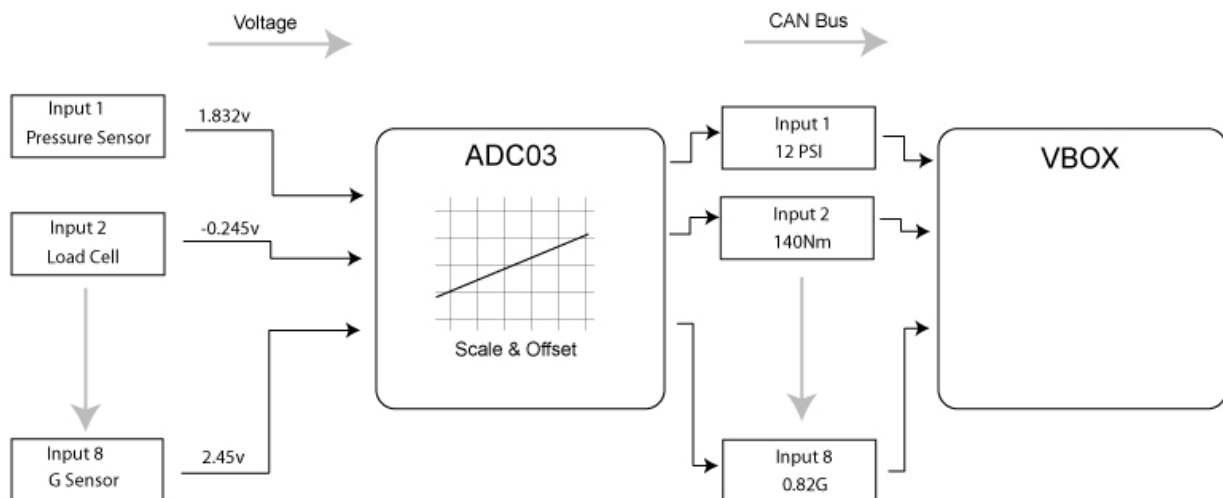 Voltage
CAN Bus
Input 1
Pressure Sensor
1.832v
Input 2
Load Cell
-0.245v
Input 8
G Sensor
2.45v
ADC03
Scale & Offset
Input 1
12 PSI
Input 2
140Nm
Input 8
0.82G
VBOX